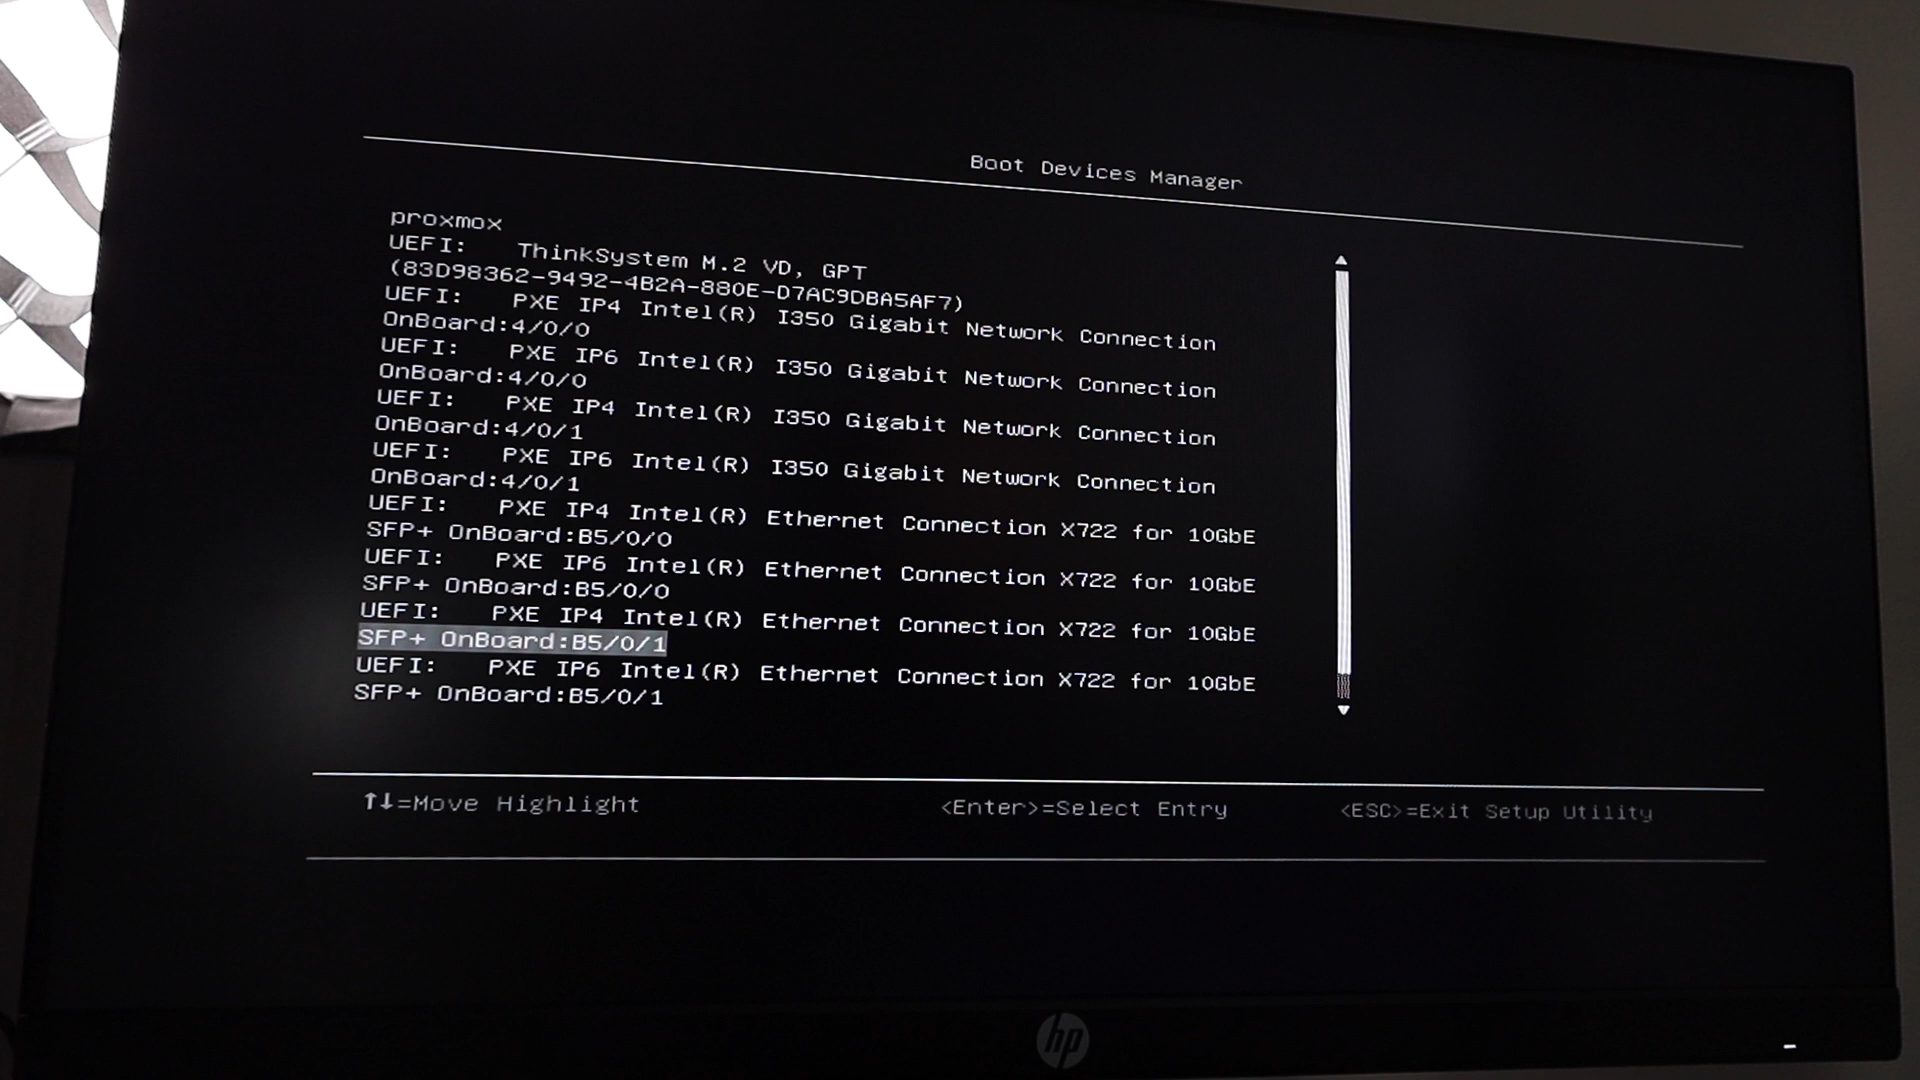 Boot Devices Manager
proxmox
UEFI:   ThinkSystem M.2 VD, GPT
(83D98362-9492-4B2A-880E-D7AC9DBA5AF7)
UEFI:   PXE IP4 Intel(R) I350 Gigabit Network Connection
OnBoard:4/0/0
UEFI:   PXE IP6 Intel(R) I350 Gigabit Network Connection
OnBoard:4/0/0
UEFI:   PXE IP4 Intel(R) I350 Gigabit Network Connection
OnBoard:4/0/1
UEFI:   PXE IP6 Intel(R) I350 Gigabit Network Connection
OnBoard:4/0/1
UEFI:   PXE IP4 Intel(R) Ethernet Connection X722 for 10GbE
SFP+ OnBoard:B5/0/0
UEFI:   PXE IP6 Intel(R) Ethernet Connection X722 for 10GbE
SFP+ OnBoard:B5/0/0
UEFI:   PXE IP4 Intel(R) Ethernet Connection X722 for 10GbE
SFP+ OnBoard:B5/0/1
UEFI:   PXE IP6 Intel(R) Ethernet Connection X722 for 10GbE
SFP+ OnBoard:B5/0/1
↑↓=Move Highlight <Enter>=Select Entry <ESC>=Exit Setup Utility
hp